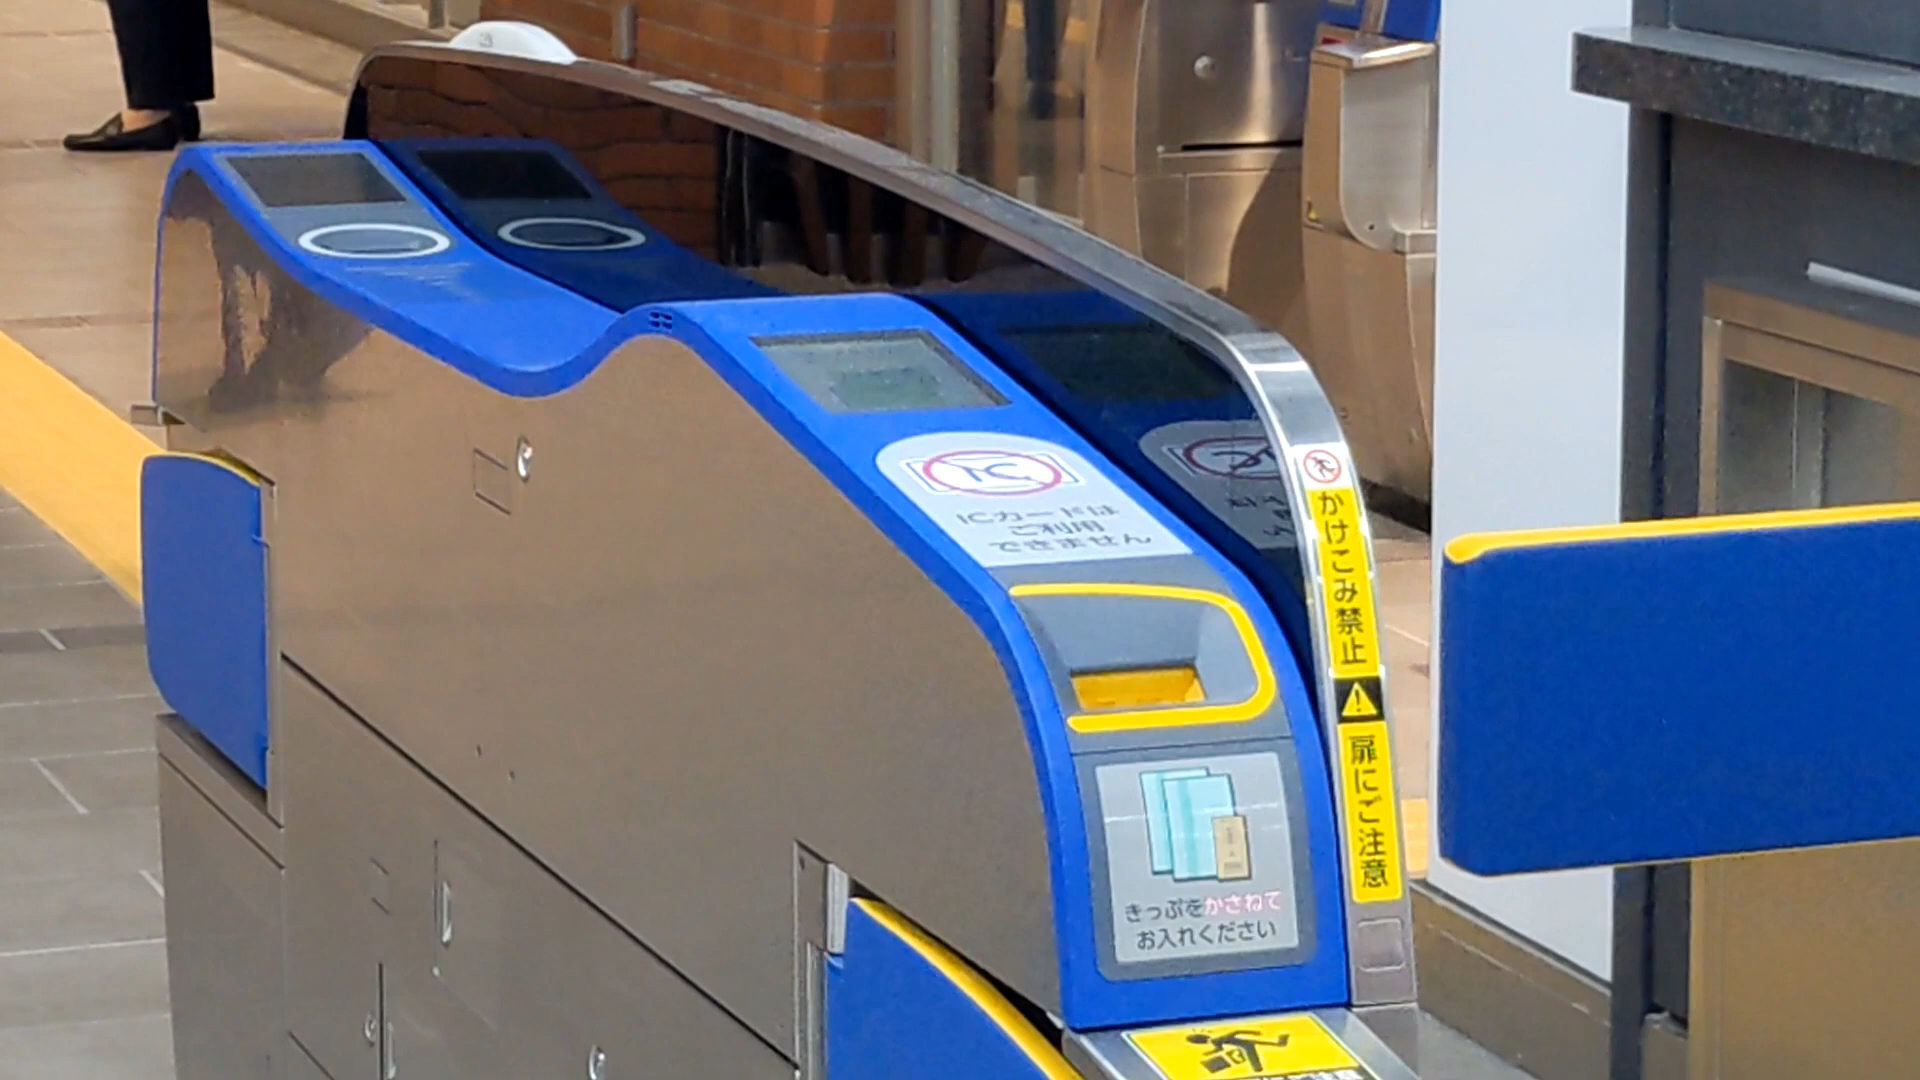 IC
ICカードは
ご利用
できません
かけこみ禁止
扉にご注意
きっぷをかさねて
お入れください